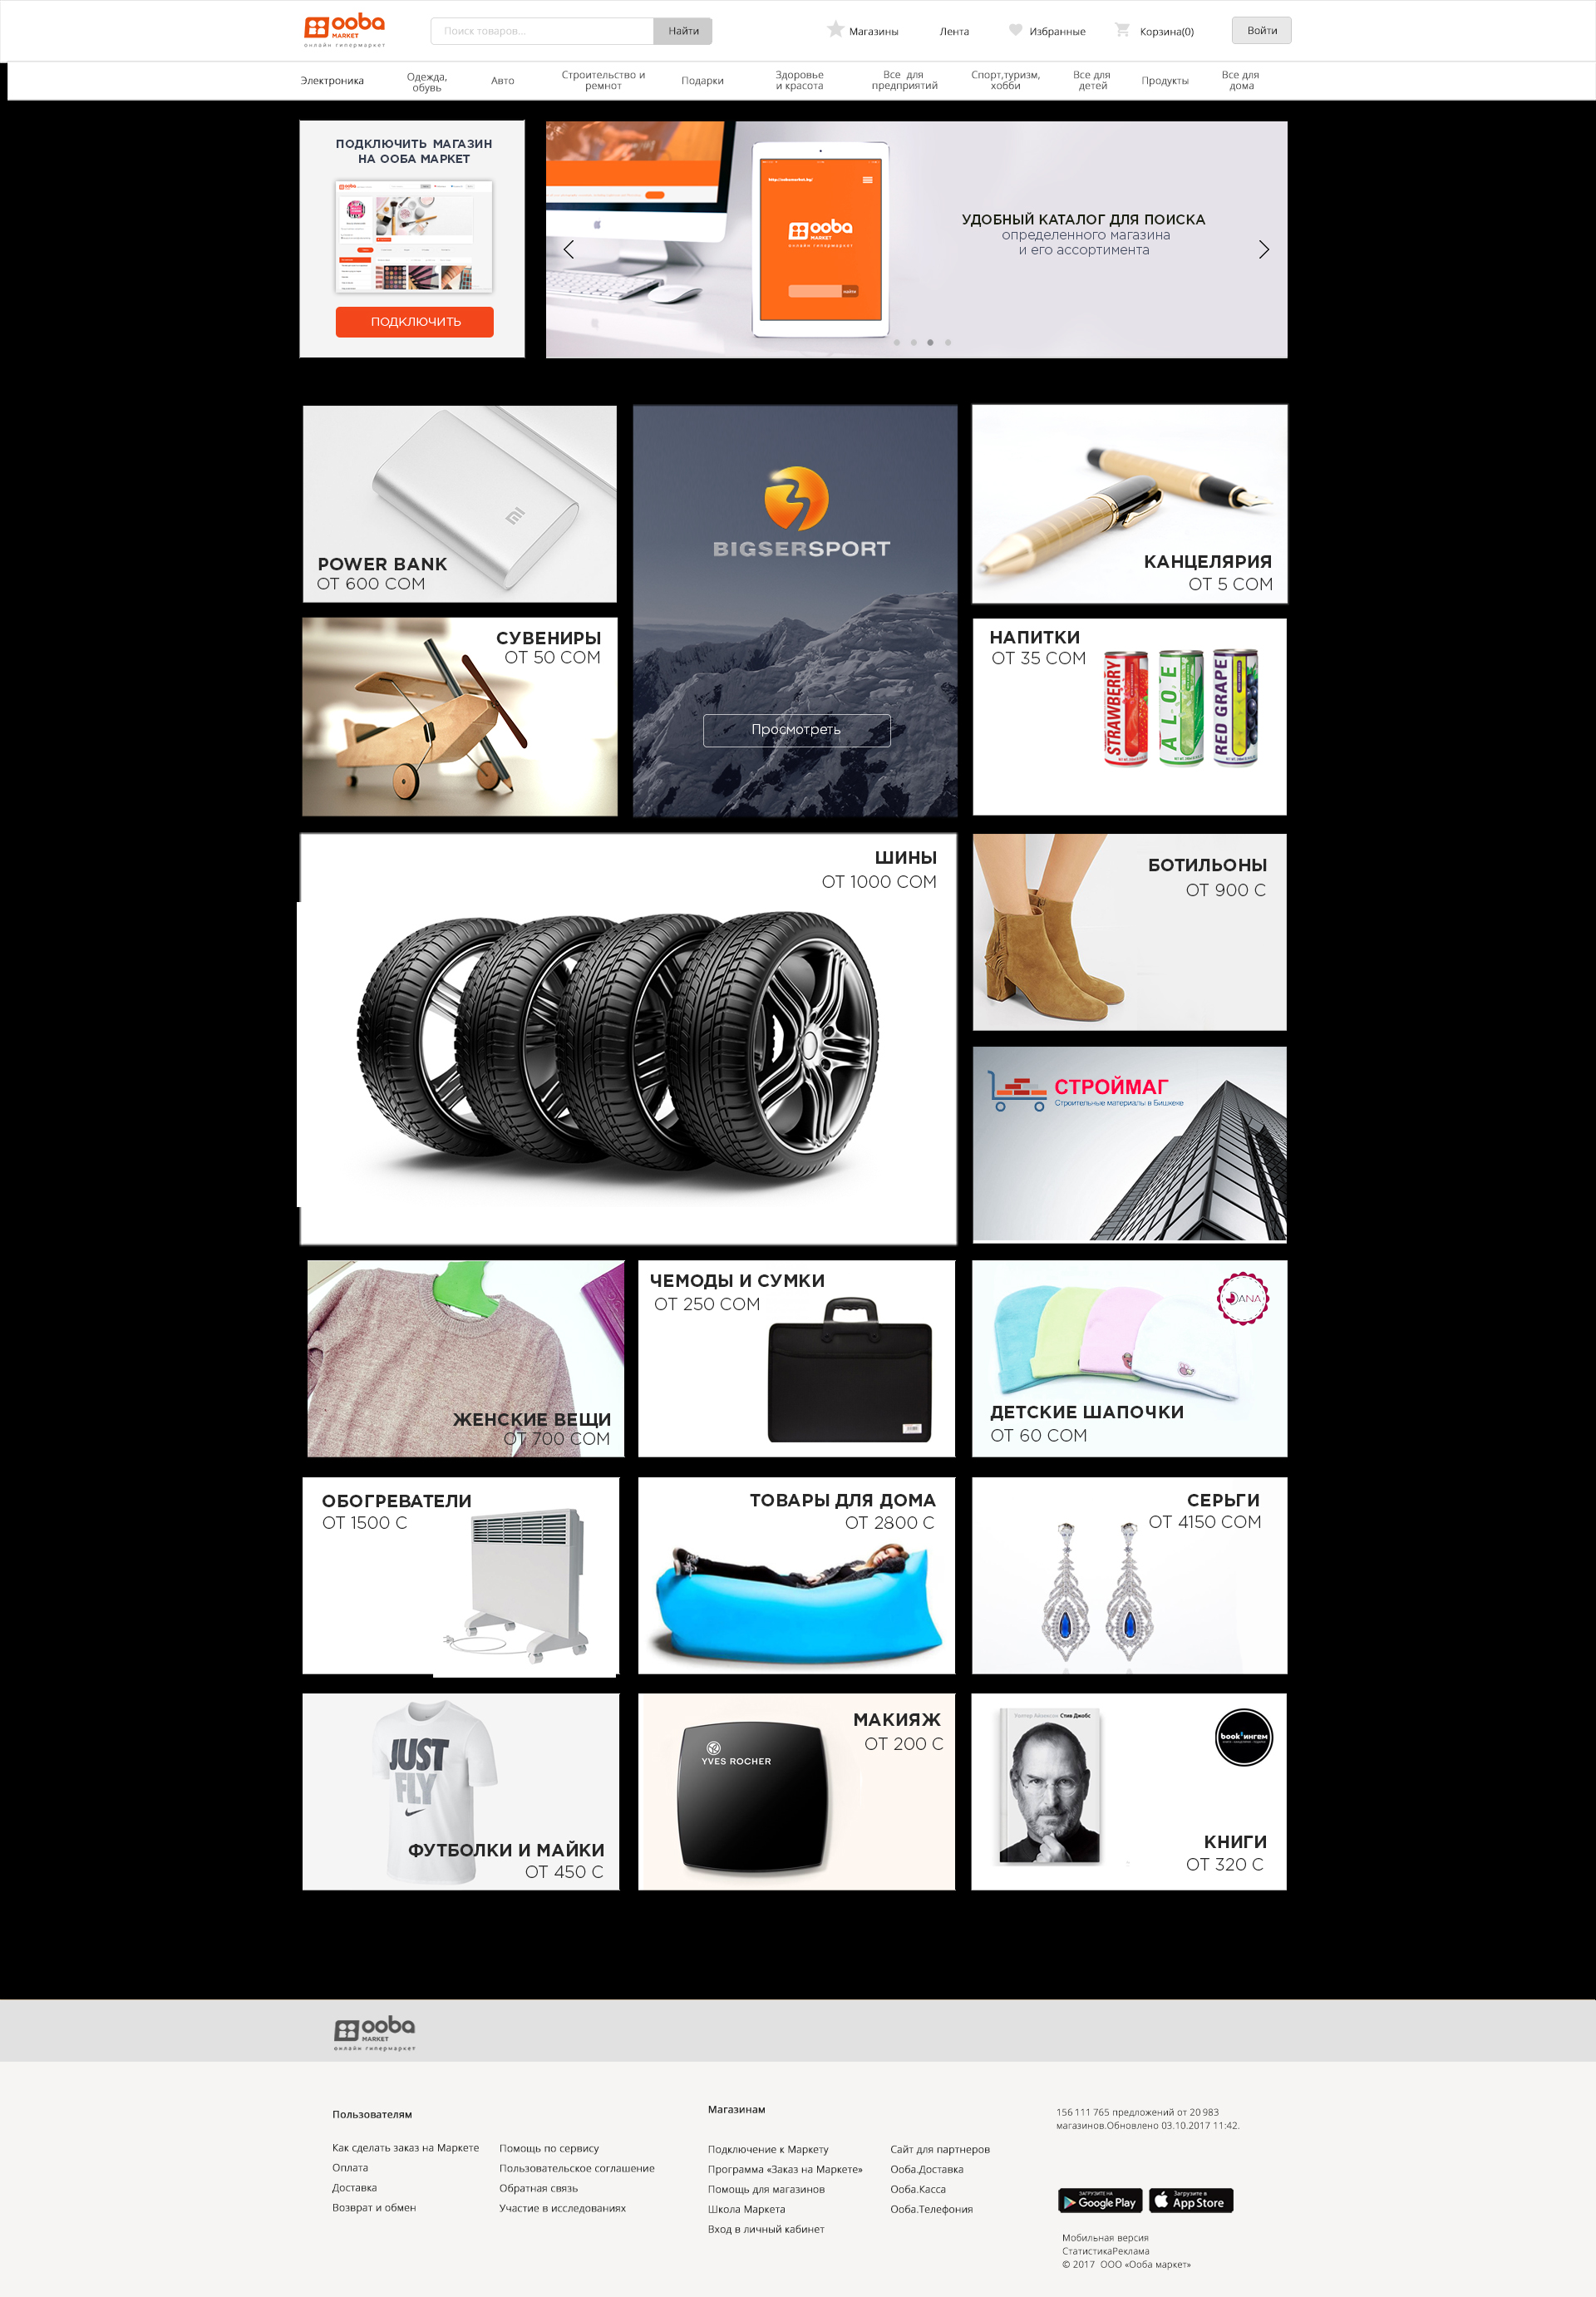 ooba
MARKET
онлайн гипермаркет
Поиск товаров...
Найти
Магазины
Лента
Избранные
Корзина(0)
Войти
Электроника
Одежда,
обувь
Авто
Строительство и
ремнот
Подарки
Здоровье
и красота
Все для
предприятий
Спорт,туризм,
хобби
Все для
детей
Продукты
Все для
дома
ПОДКЛЮЧИТЬ МАГАЗИН
НА ООБА МАРКЕТ
ooba
ПОДКЛЮЧИТЬ
http://oobamarket.kg/
ooba
MARKET
онлайн гипермаркет
найти
УДОБНЫЙ КАТАЛОГ ДЛЯ ПОИСКА
определенного магазина
и его ассортимента
POWER BANK
ОТ 600 СОМ
BIGSERSPORT
Просмотреть
КАНЦЕЛЯРИЯ
ОТ 5 СОМ
СУВЕНИРЫ
ОТ 50 СОМ
НАПИТКИ
ОТ 35 СОМ
STRAWBERRY
ALOE
RED GRAPE
ШИНЫ
ОТ 1000 СОМ
БОТИЛЬОНЫ
ОТ 900 С
СТРОЙМАГ
Строительные материалы в Бишкеке
ЖЕНСКИЕ ВЕЩИ
ОТ 700 СОМ
ЧЕМОДЫ И СУМКИ
ОТ 250 СОМ
DANA
ДЕТСКИЕ ШАПОЧКИ
ОТ 60 СОМ
ОБОГРЕВАТЕЛИ
ОТ 1500 С
ТОВАРЫ ДЛЯ ДОМА
ОТ 2800 С
СЕРЬГИ
ОТ 4150 СОМ
JUST
FLY
ФУТБОЛКИ И МАЙКИ
ОТ 450 С
YVES ROCHER
МАКИЯЖ
ОТ 200 С
Уолтер Айзексон Стив Джобс
book'ингем
КНИГИ
ОТ 320 С
ooba
MARKET
онлайн гипермаркет
Пользователям
Как сделать заказ на Маркете
Оплата
Доставка
Возврат и обмен
Помощь по сервису
Пользовательское соглашение
Обратная связь
Участие в исследованиях
Магазинам
Подключение к Маркету
Программа «Заказ на Маркете»
Помощь для магазинов
Школа Маркета
Вход в личный кабинет
Сайт для партнеров
Ооба.Доставка
Ооба.Касса
Ооба.Телефония
156 111 765 предложений от 20 983
магазинов.Обновлено 03.10.2017 11:42.
ЗАГРУЗИТЕ НА
Google Play
Загрузите в
App Store
Мобильная версия
СтатистикаРеклама
© 2017 ООО «Ооба маркет»